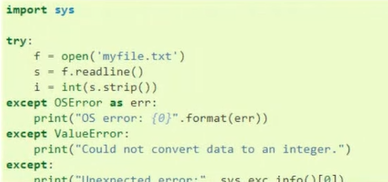 import sys
try:
    f = open('myfile.txt')
    s = f.readline()
    i = int(s.strip())
except OSError as err:
    print("OS error: {0}".format(err))
except ValueError:
    print("Could not convert data to an integer.")
except:
    print("Unexpected error:", sys.exc_info()[0])